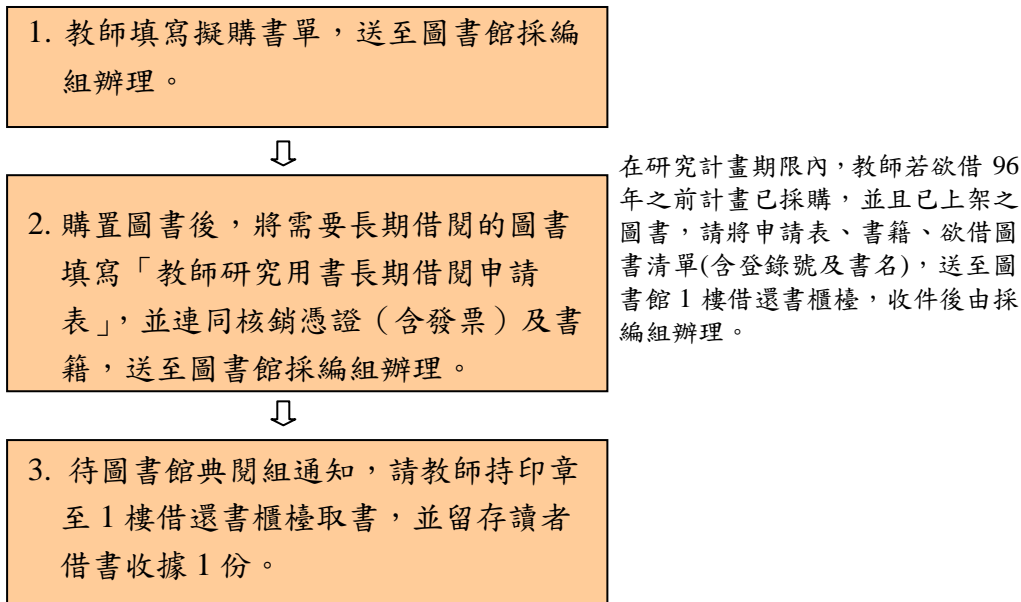 1. 教師填寫擬購書單，送至圖書館採編
組辦理。
⇩
2. 購置圖書後，將需要長期借閱的圖書
填寫「教師研究用書長期借閱申請
表」，並連同核銷憑證（含發票）及書
籍，送至圖書館採編組辦理。
在研究計畫期限內，教師若欲借 96
年之前計畫已採購，並且已上架之
圖書，請將申請表、書籍、欲借圖
書清單(含登錄號及書名)，送至圖
書館 1 樓借還書櫃檯，收件後由採
編組辦理。
⇩
3. 待圖書館典閱組通知，請教師持印章
至 1 樓借還書櫃檯取書，並留存讀者
借書收據 1 份。